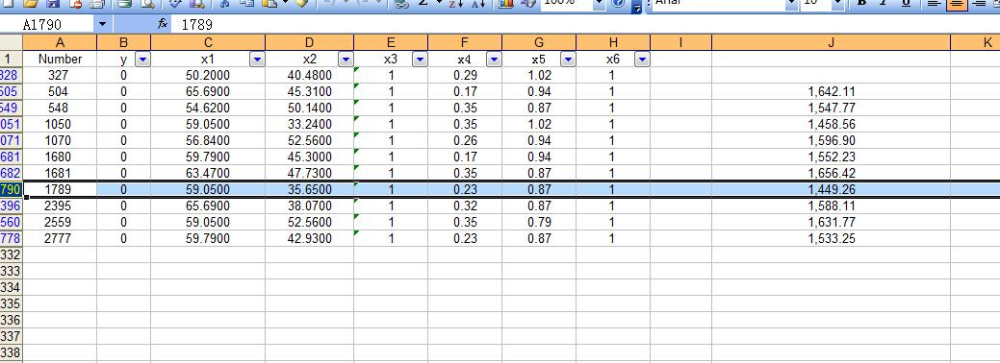 A1790 fx 1789
A B C D E F G H I J K
1 Number y x1 x2 x3 x4 x5 x6
328 327 0 50.2000 40.4800 1 0.29 1.02 1
505 504 0 65.6900 45.3100 1 0.17 0.94 1 1,642.11
549 548 0 54.6200 50.1400 1 0.35 0.87 1 1,547.77
051 1050 0 59.0500 33.2400 1 0.35 1.02 1 1,458.56
071 1070 0 56.8400 52.5600 1 0.26 0.94 1 1,596.90
681 1680 0 59.7900 45.3000 1 0.17 0.94 1 1,552.23
682 1681 0 63.4700 47.7300 1 0.35 0.87 1 1,656.42
790 1789 0 59.0500 35.6500 1 0.23 0.87 1 1,449.26
396 2395 0 65.6900 38.0700 1 0.32 0.87 1 1,588.11
560 2559 0 59.0500 52.5600 1 0.35 0.79 1 1,631.77
778 2777 0 59.7900 42.9300 1 0.23 0.87 1 1,533.25
332
333
334
335
336
337
338